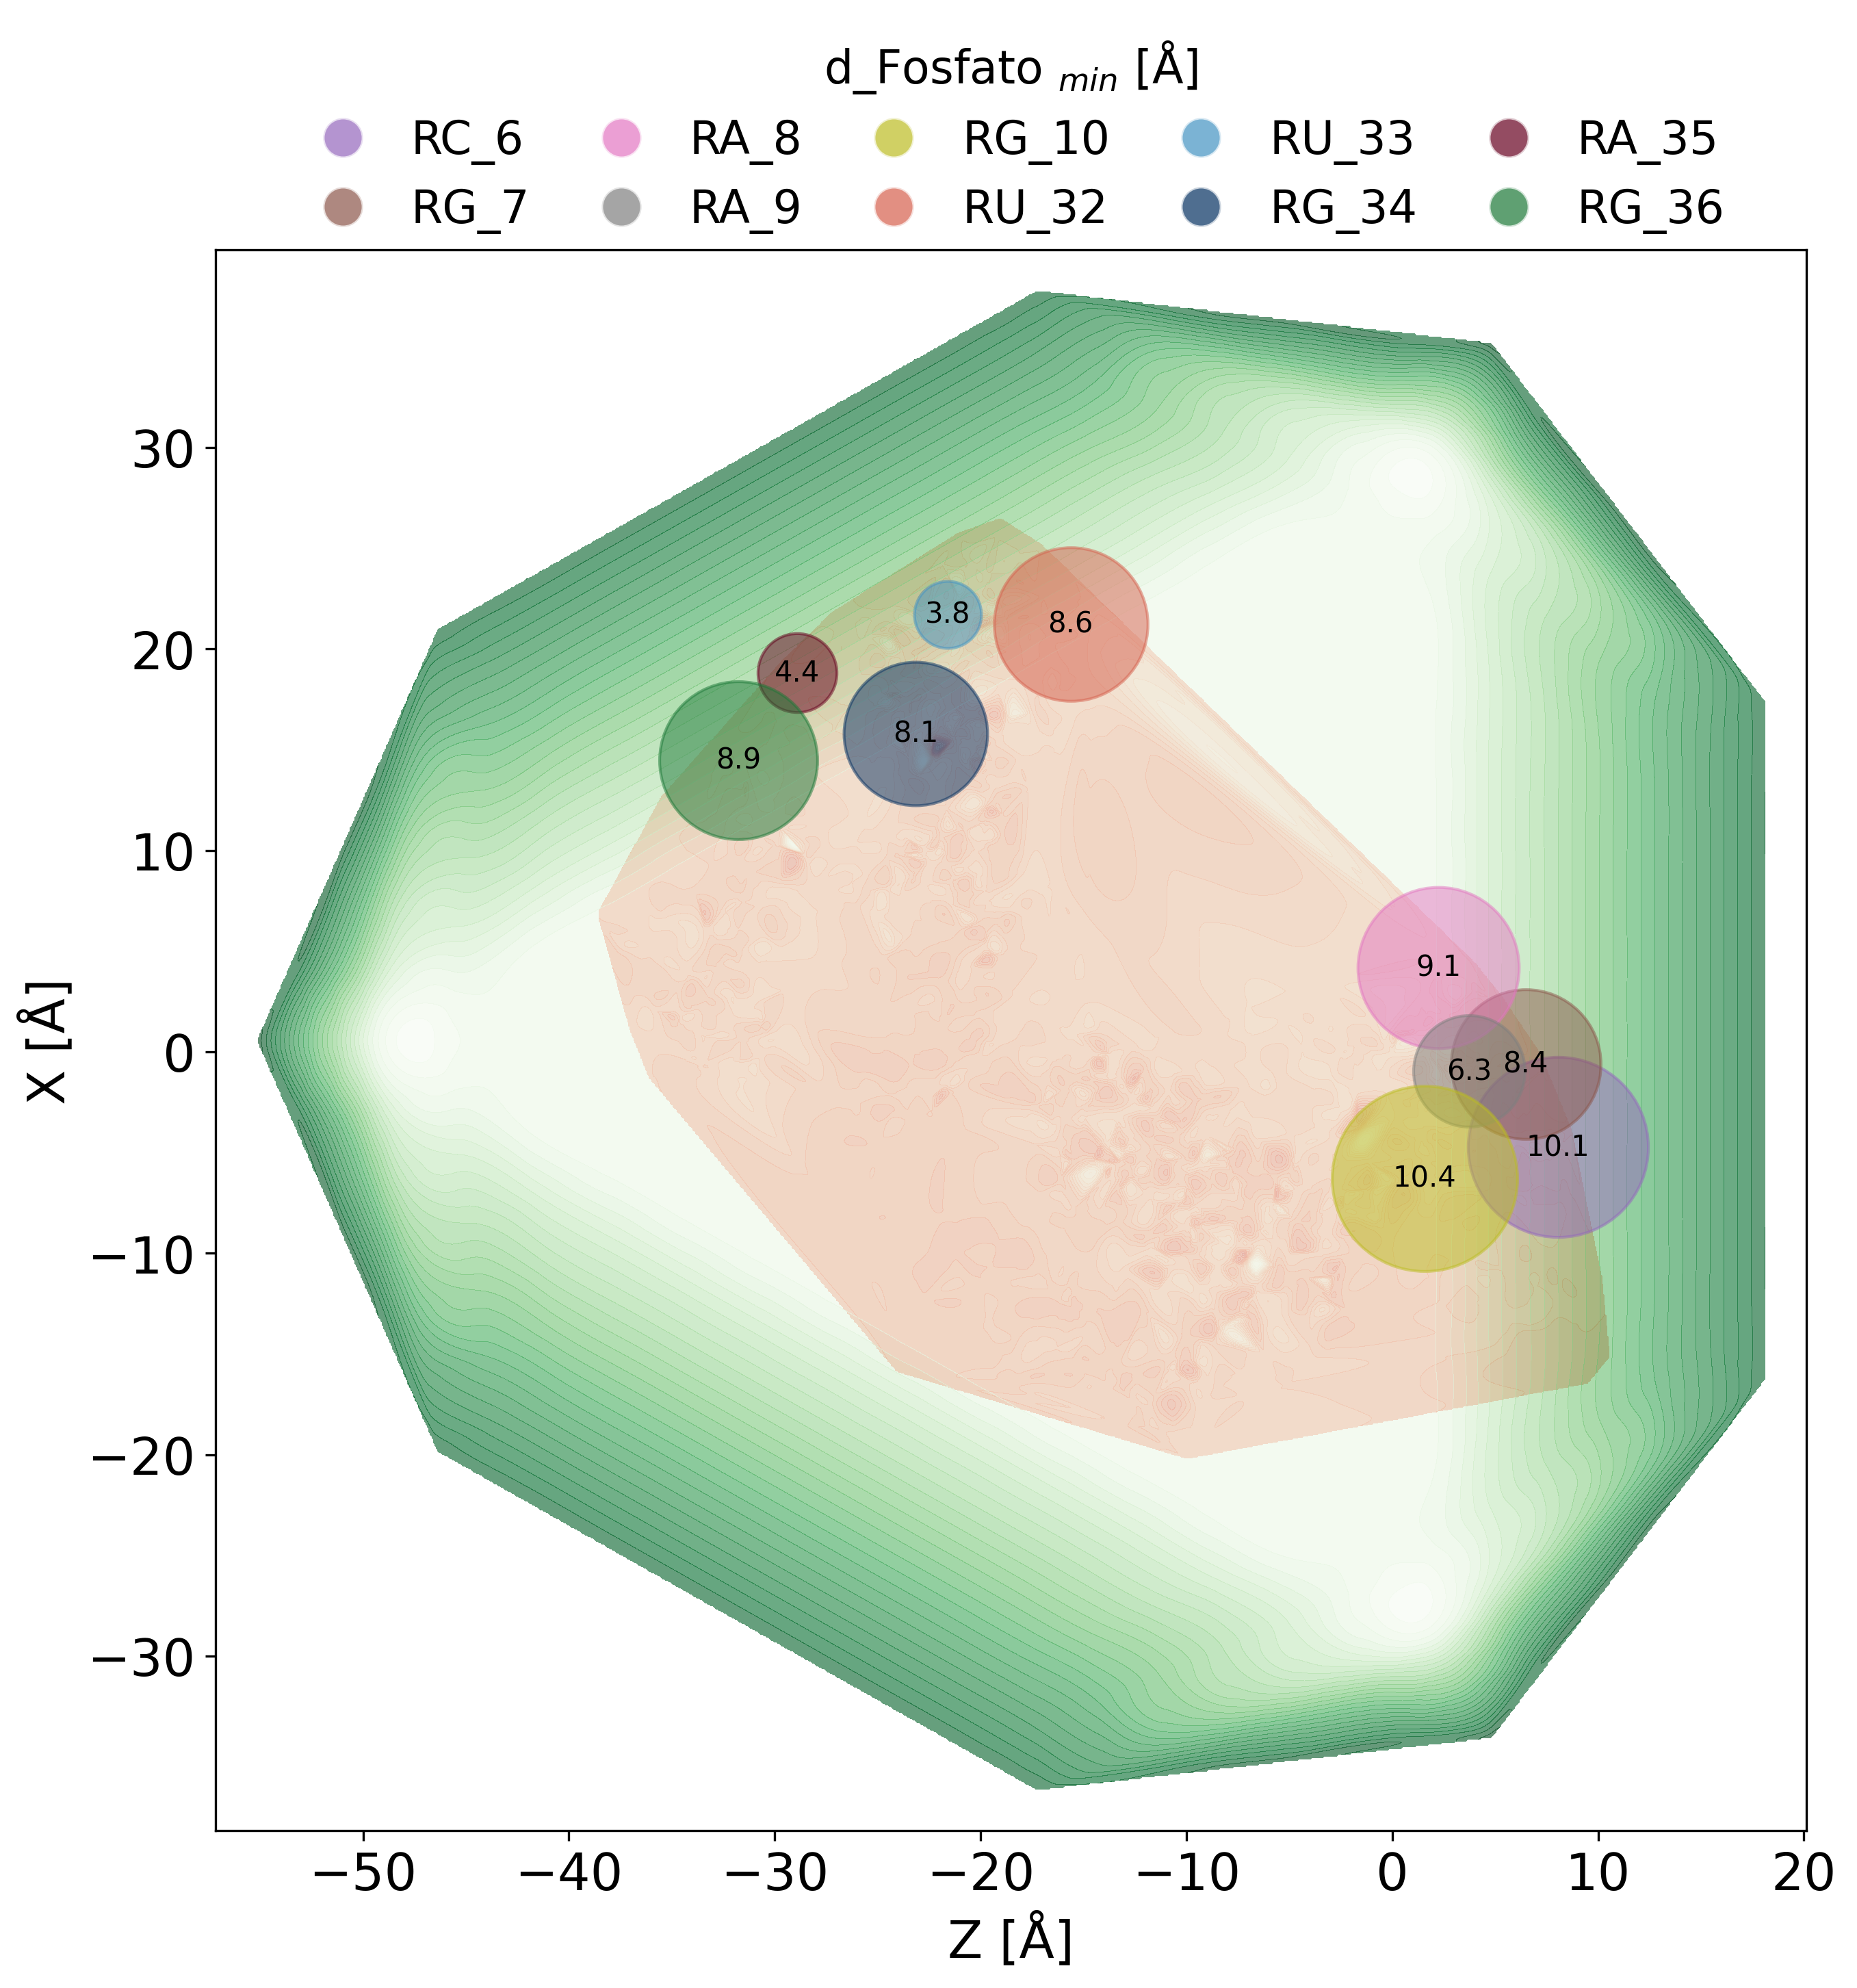 d_Fosfato min [Å]
RC_6 RA_8 RG_10 RU_33 RA_35
RG_7 RA_9 RU_32 RG_34 RG_36
30
20
10
0
−10
−20
−30
X [Å]
3.8
8.6
4.4
8.1
8.9
9.1
6.3
8.4
10.1
10.4
−50 −40 −30 −20 −10 0 10 20
Z [Å]